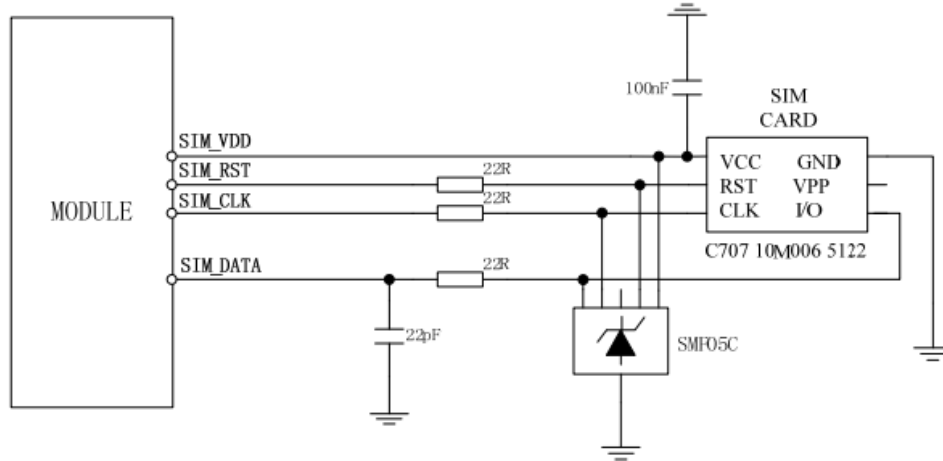 100nF
SIM
CARD
SIM_VDD
SIM_RST
22R
SIM_CLK
22R
MODULE
VCC GND
RST VPP
CLK I/O
C707 10M006 5122
SIM_DATA
22R
22pF
SMF05C